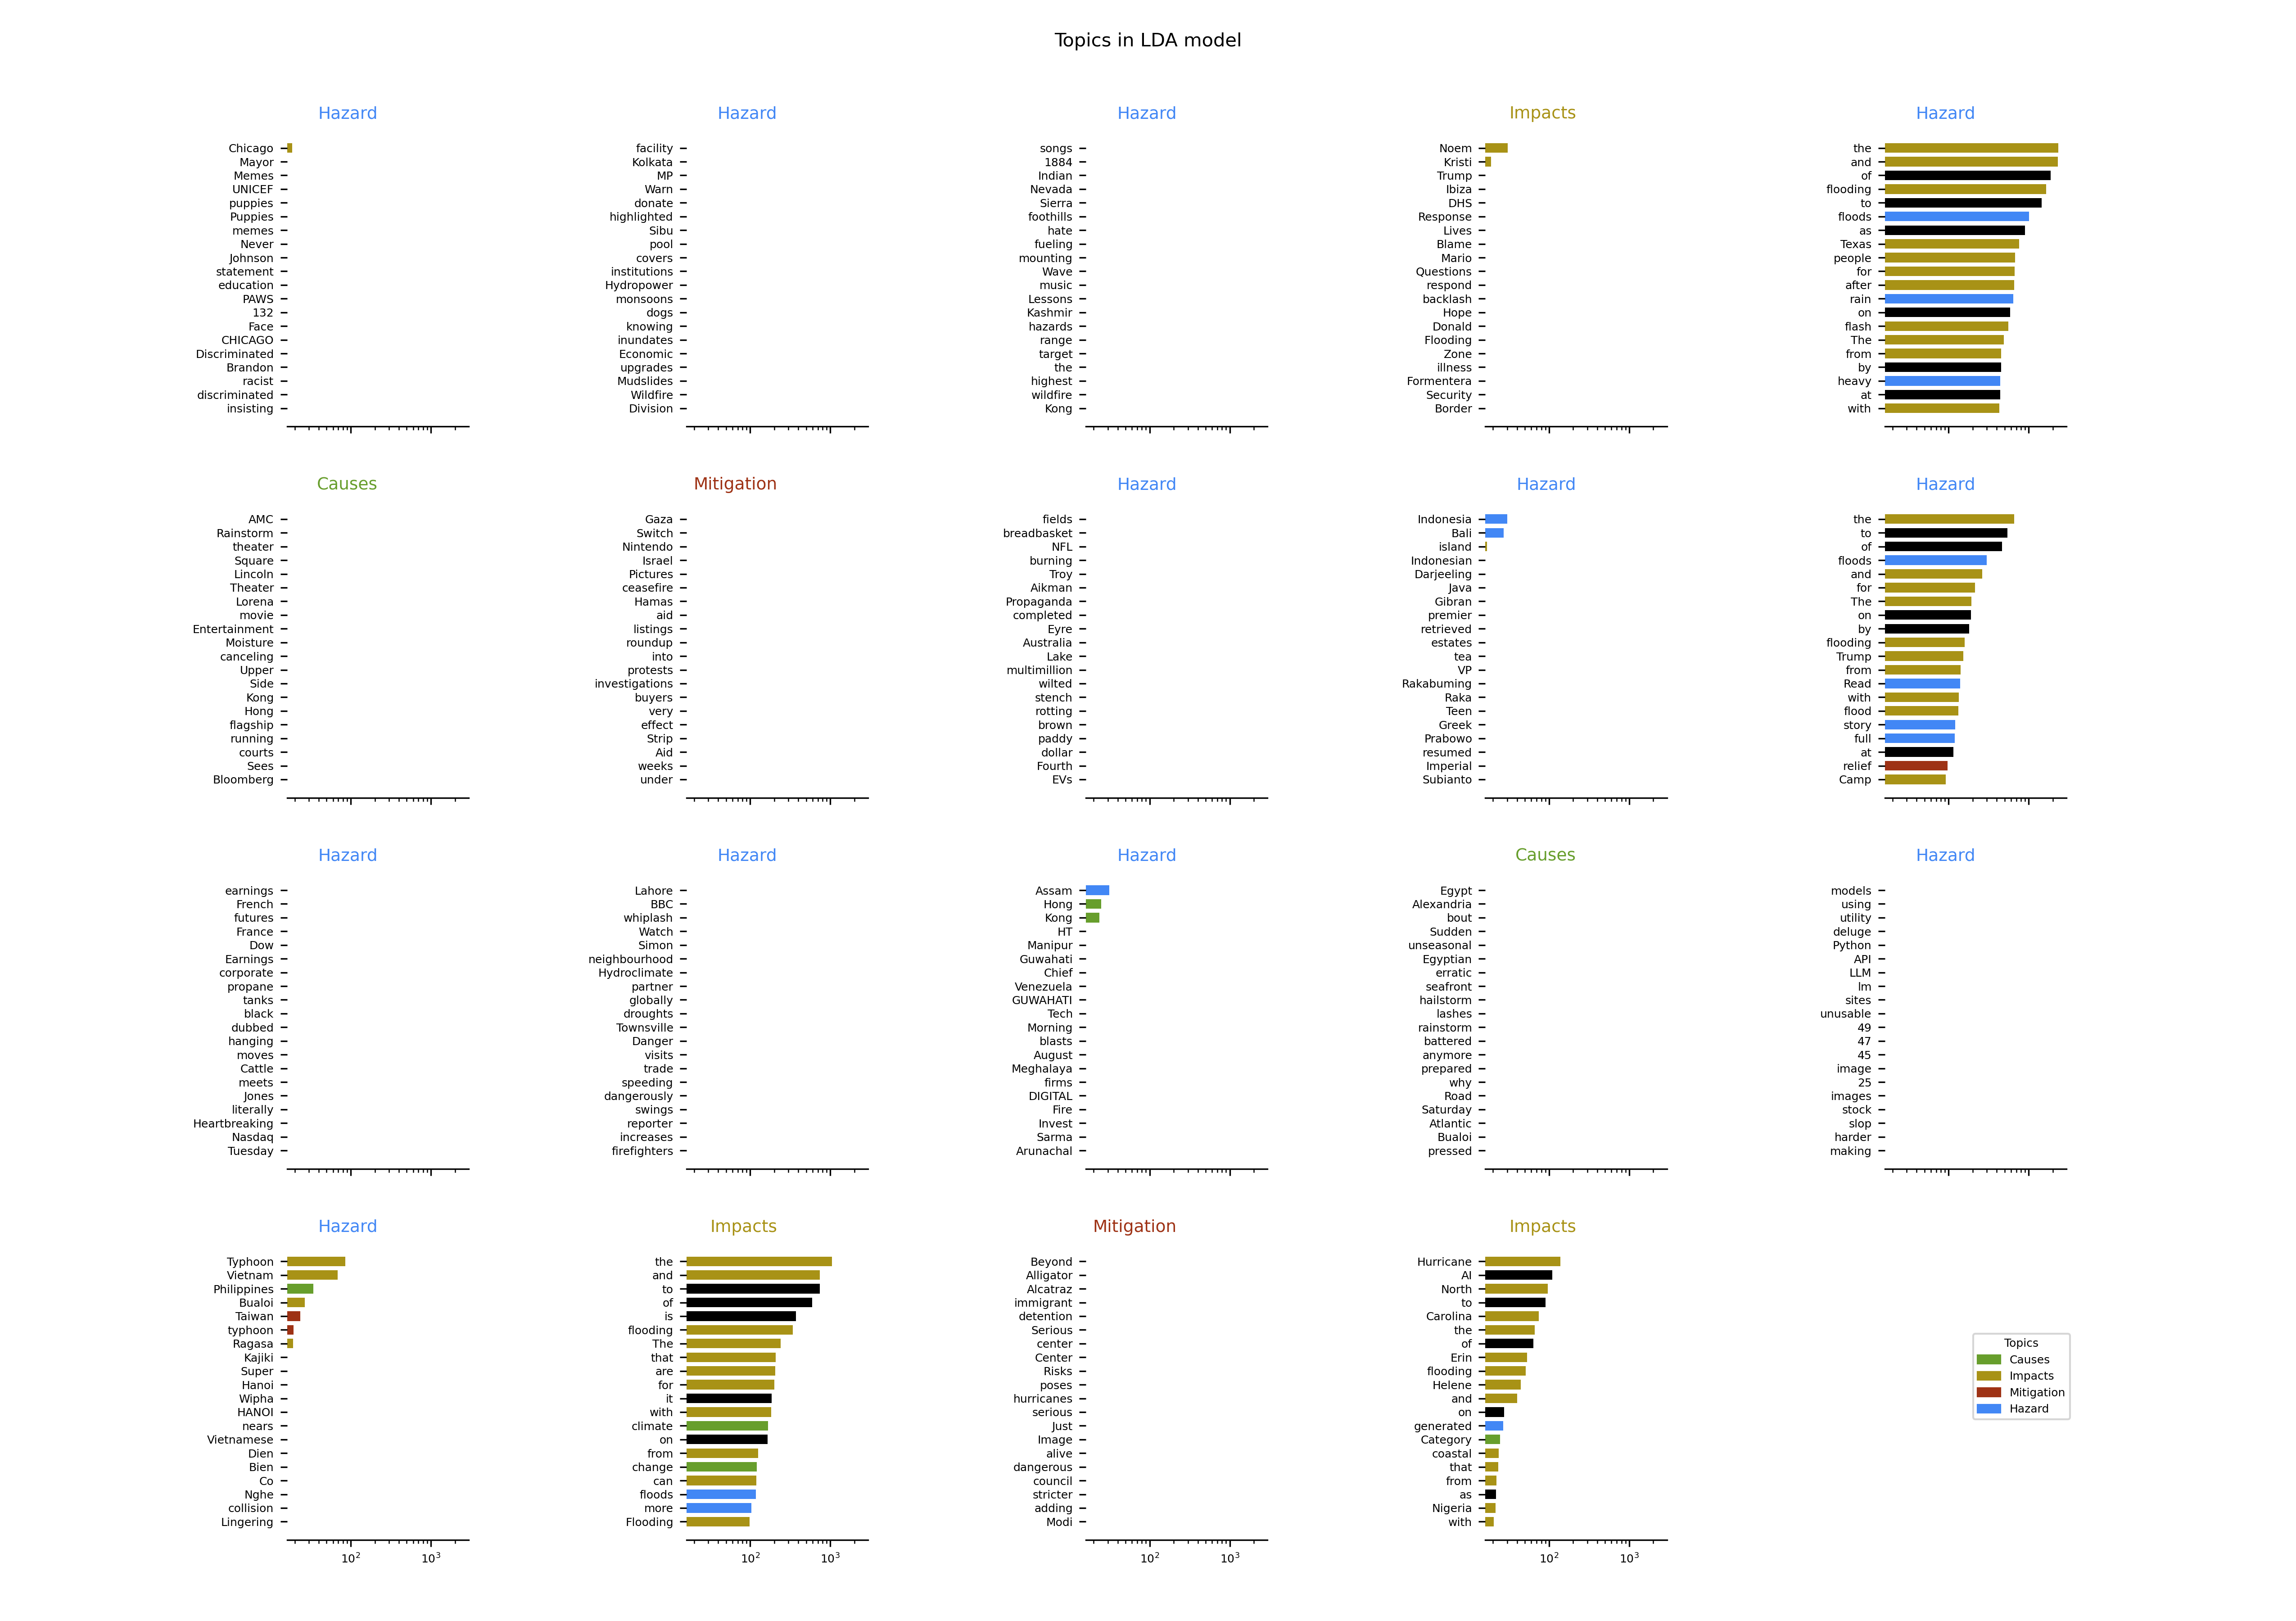 Topics in LDA model
Hazard
Chicago
Mayor
Memes
UNICEF
puppies
Puppies
memes
Never
Johnson
statement
education
PAWS
132
Face
CHICAGO
Discriminated
Brandon
racist
discriminated
insisting
Hazard
facility
Kolkata
MP
Warn
donate
highlighted
Sibu
pool
covers
institutions
Hydropower
monsoons
dogs
knowing
inundates
Economic
upgrades
Mudslides
Wildfire
Division
Hazard
songs
1884
Indian
Nevada
Sierra
foothills
hate
fueling
mounting
Wave
music
Lessons
Kashmir
hazards
range
target
the
highest
wildfire
Kong
Impacts
Noem
Kristi
Trump
Ibiza
DHS
Response
Lives
Blame
Mario
Questions
respond
backlash
Hope
Donald
Flooding
Zone
illness
Formentera
Security
Border
Hazard
the
and
of
flooding
to
floods
as
Texas
people
for
after
rain
on
flash
The
from
by
heavy
at
with
Causes
AMC
Rainstorm
theater
Square
Lincoln
Theater
Lorena
movie
Entertainment
Moisture
canceling
Upper
Side
Kong
Hong
flagship
running
courts
Sees
Bloomberg
Mitigation
Gaza
Switch
Nintendo
Israel
Pictures
ceasefire
Hamas
aid
listings
roundup
into
protests
investigations
buyers
very
effect
Strip
Aid
weeks
under
Hazard
fields
breadbasket
NFL
burning
Troy
Aikman
Propaganda
completed
Eyre
Australia
Lake
multimillion
wilted
stench
rotting
brown
paddy
dollar
Fourth
EVs
Hazard
Indonesia
Bali
island
Indonesian
Darjeeling
Java
Gibran
premier
retrieved
estates
tea
VP
Rakabuming
Raka
Teen
Greek
Prabowo
resumed
Imperial
Subianto
Hazard
the
to
of
floods
and
for
The
on
by
flooding
Trump
from
Read
with
flood
story
full
at
relief
Camp
Hazard
earnings
French
futures
France
Dow
Earnings
corporate
propane
tanks
black
dubbed
hanging
moves
Cattle
meets
Jones
literally
Heartbreaking
Nasdaq
Tuesday
Hazard
Lahore
BBC
whiplash
Watch
Simon
neighbourhood
Hydroclimate
partner
globally
droughts
Townsville
Danger
visits
trade
speeding
dangerously
swings
reporter
increases
firefighters
Hazard
Assam
Hong
Kong
HT
Manipur
Guwahati
Chief
Venezuela
GUWAHATI
Tech
Morning
blasts
August
Meghalaya
firms
DIGITAL
Fire
Invest
Sarma
Arunachal
Causes
Egypt
Alexandria
bout
Sudden
unseasonal
Egyptian
erratic
seafront
hailstorm
lashes
rainstorm
battered
anymore
prepared
why
Road
Saturday
Atlantic
Bualoi
pressed
Hazard
models
using
utility
deluge
Python
API
LLM
lm
sites
unusable
49
47
45
image
25
images
stock
slop
harder
making
Hazard
Typhoon
Vietnam
Philippines
Bualoi
Taiwan
typhoon
Ragasa
Kajiki
Super
Hanoi
Wipha
HANOI
nears
Vietnamese
Dien
Bien
Co
Nghe
collision
Lingering
10² 10³
Impacts
the
and
to
of
is
flooding
The
that
are
for
it
with
climate
on
from
change
can
floods
more
Flooding
10² 10³
Mitigation
Beyond
Alligator
Alcatraz
immigrant
detention
Serious
center
Center
Risks
poses
hurricanes
serious
Just
Image
alive
dangerous
council
stricter
adding
Modi
10² 10³
Impacts
Hurricane
AI
North
to
Carolina
the
of
Erin
flooding
Helene
and
on
generated
Category
coastal
that
from
as
Nigeria
with
10² 10³
Topics
Causes
Impacts
Mitigation
Hazard